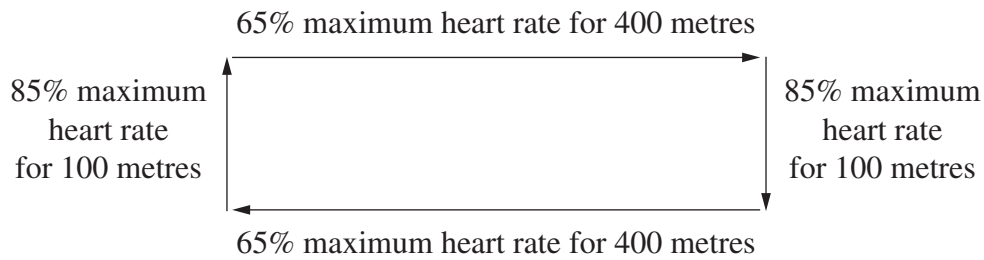 65% maximum heart rate for 400 metres
85% maximum
heart rate
for 100 metres
85% maximum
heart rate
for 100 metres
65% maximum heart rate for 400 metres